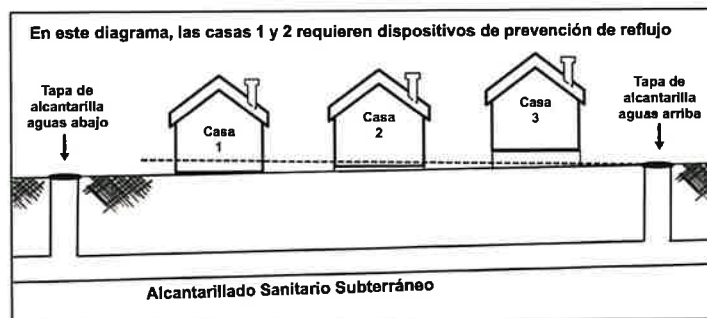 En este diagrama, las casas 1 y 2 requieren dispositivos de prevención de reflujo
Tapa de
alcantarilla
aguas abajo
Casa
1
Casa
2
Casa
3
Tapa de
alcantarilla
aguas arriba
Alcantarillado Sanitario Subterráneo